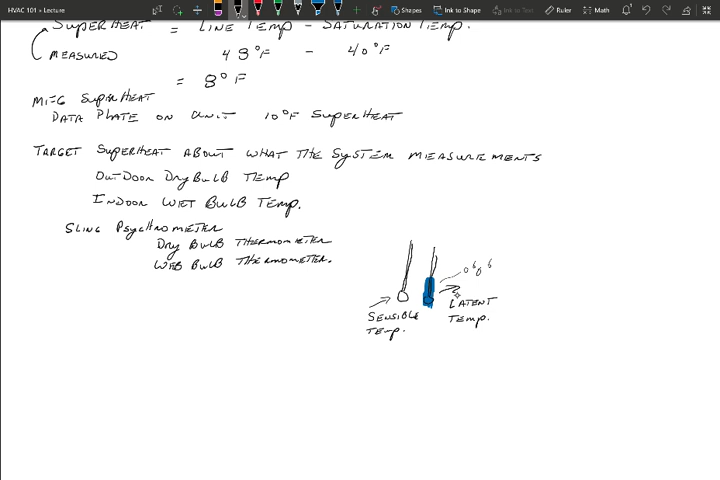 HVAC 101 › Lecture
Shapes
Ink to Shape
Ink to Text
Ruler
Math
SUPERHEAT = LINE TEMP - SATURATION TEMP.
MEASURED 48°F - 40°F
= 8°F
MFG SUPERHEAT
DATA PLATE ON UNIT 10°F SUPERHEAT
TARGET SUPERHEAT ABOUT WHAT THE SYSTEM MEASUREMENTS
OUTDOOR DRYBULB TEMP
INDOOR WET BULB TEMP.
SLING PSYCHROMETER
DRY BULB THERMOMETER
WEB BULB THERMOMETER.
SENSIBLE
TEMP.
LATENT
TEMP.